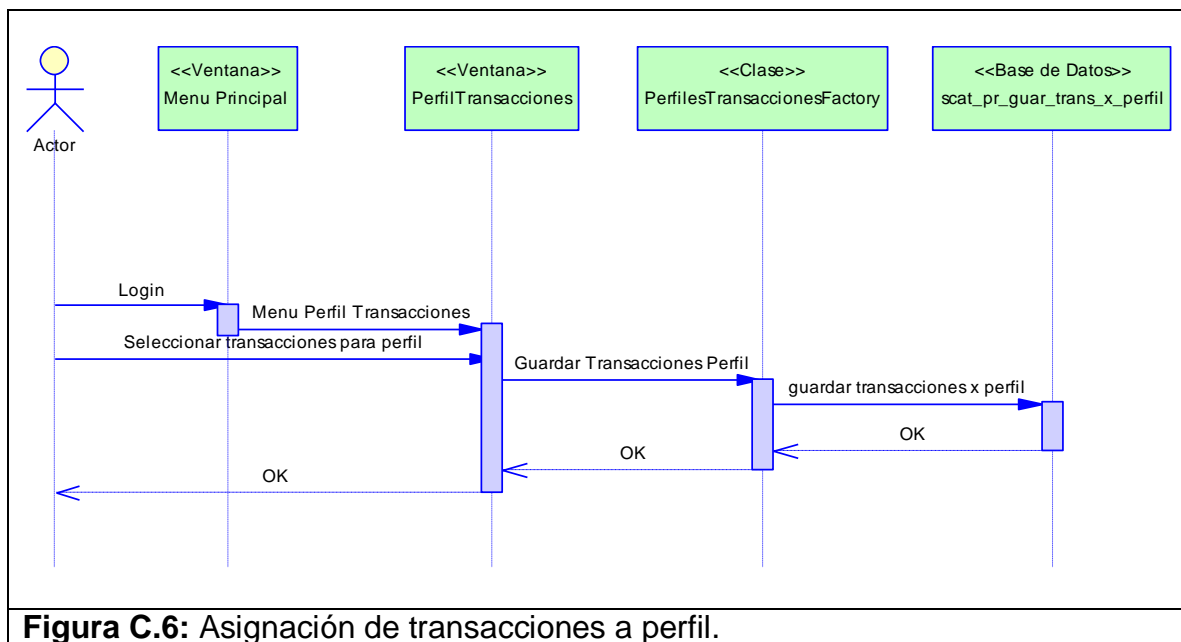 <<Ventana>>
Menu Principal
<<Ventana>>
PerfilTransacciones
<<Clase>>
PerfilesTransaccionesFactory
<<Base de Datos>>
scat_pr_guar_trans_x_perfil
Actor
Login
Menu Perfil Transacciones
Seleccionar transacciones para perfil
Guardar Transacciones Perfil
guardar transacciones x perfil
OK
OK
OK
Figura C.6: Asignación de transacciones a perfil.